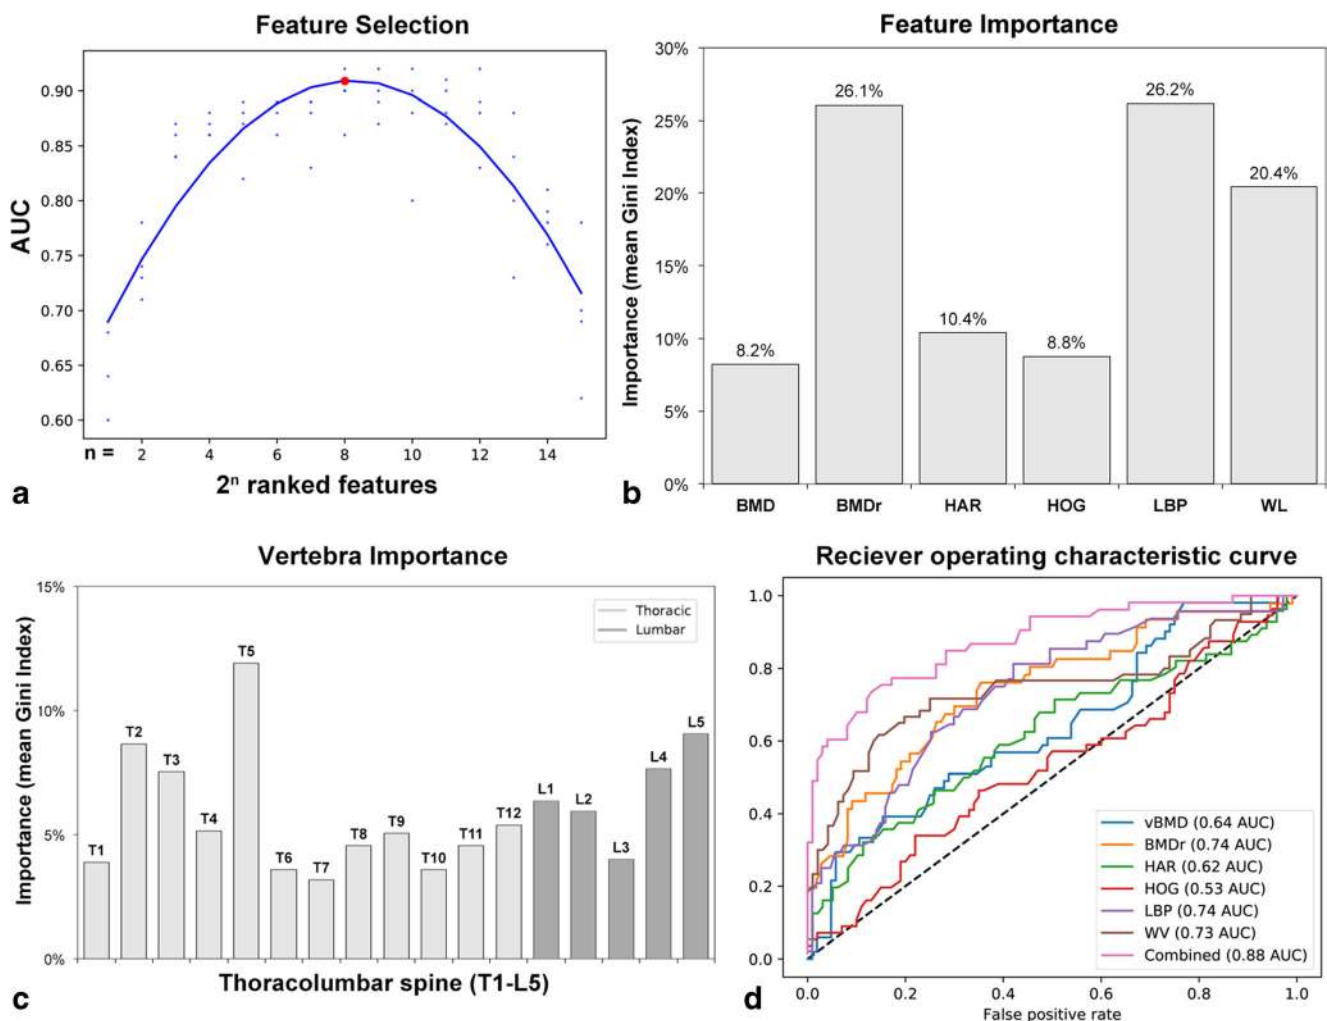 Feature Selection
AUC
0.90
0.85
0.80
0.75
0.70
0.65
0.60
n =
2
4
6
8
10
12
14
2ⁿ ranked features
a
Feature Importance
Importance (mean Gini Index)
30%
25%
20%
15%
10%
5%
0%
8.2%
26.1%
10.4%
8.8%
26.2%
20.4%
BMD
BMDr
HAR
HOG
LBP
WL
b
Vertebra Importance
Importance (mean Gini Index)
15%
10%
5%
0%
Thoracic
Lumbar
T1
T2
T3
T4
T5
T6
T7
T8
T9
T10
T11
T12
L1
L2
L3
L4
L5
Thoracolumbar spine (T1-L5)
c
Reciever operating characteristic curve
1.0
0.8
0.6
0.4
0.2
0.0
vBMD (0.64 AUC)
BMDr (0.74 AUC)
HAR (0.62 AUC)
HOG (0.53 AUC)
LBP (0.74 AUC)
WV (0.73 AUC)
Combined (0.88 AUC)
0.0
0.2
0.4
0.6
0.8
1.0
False positive rate
d